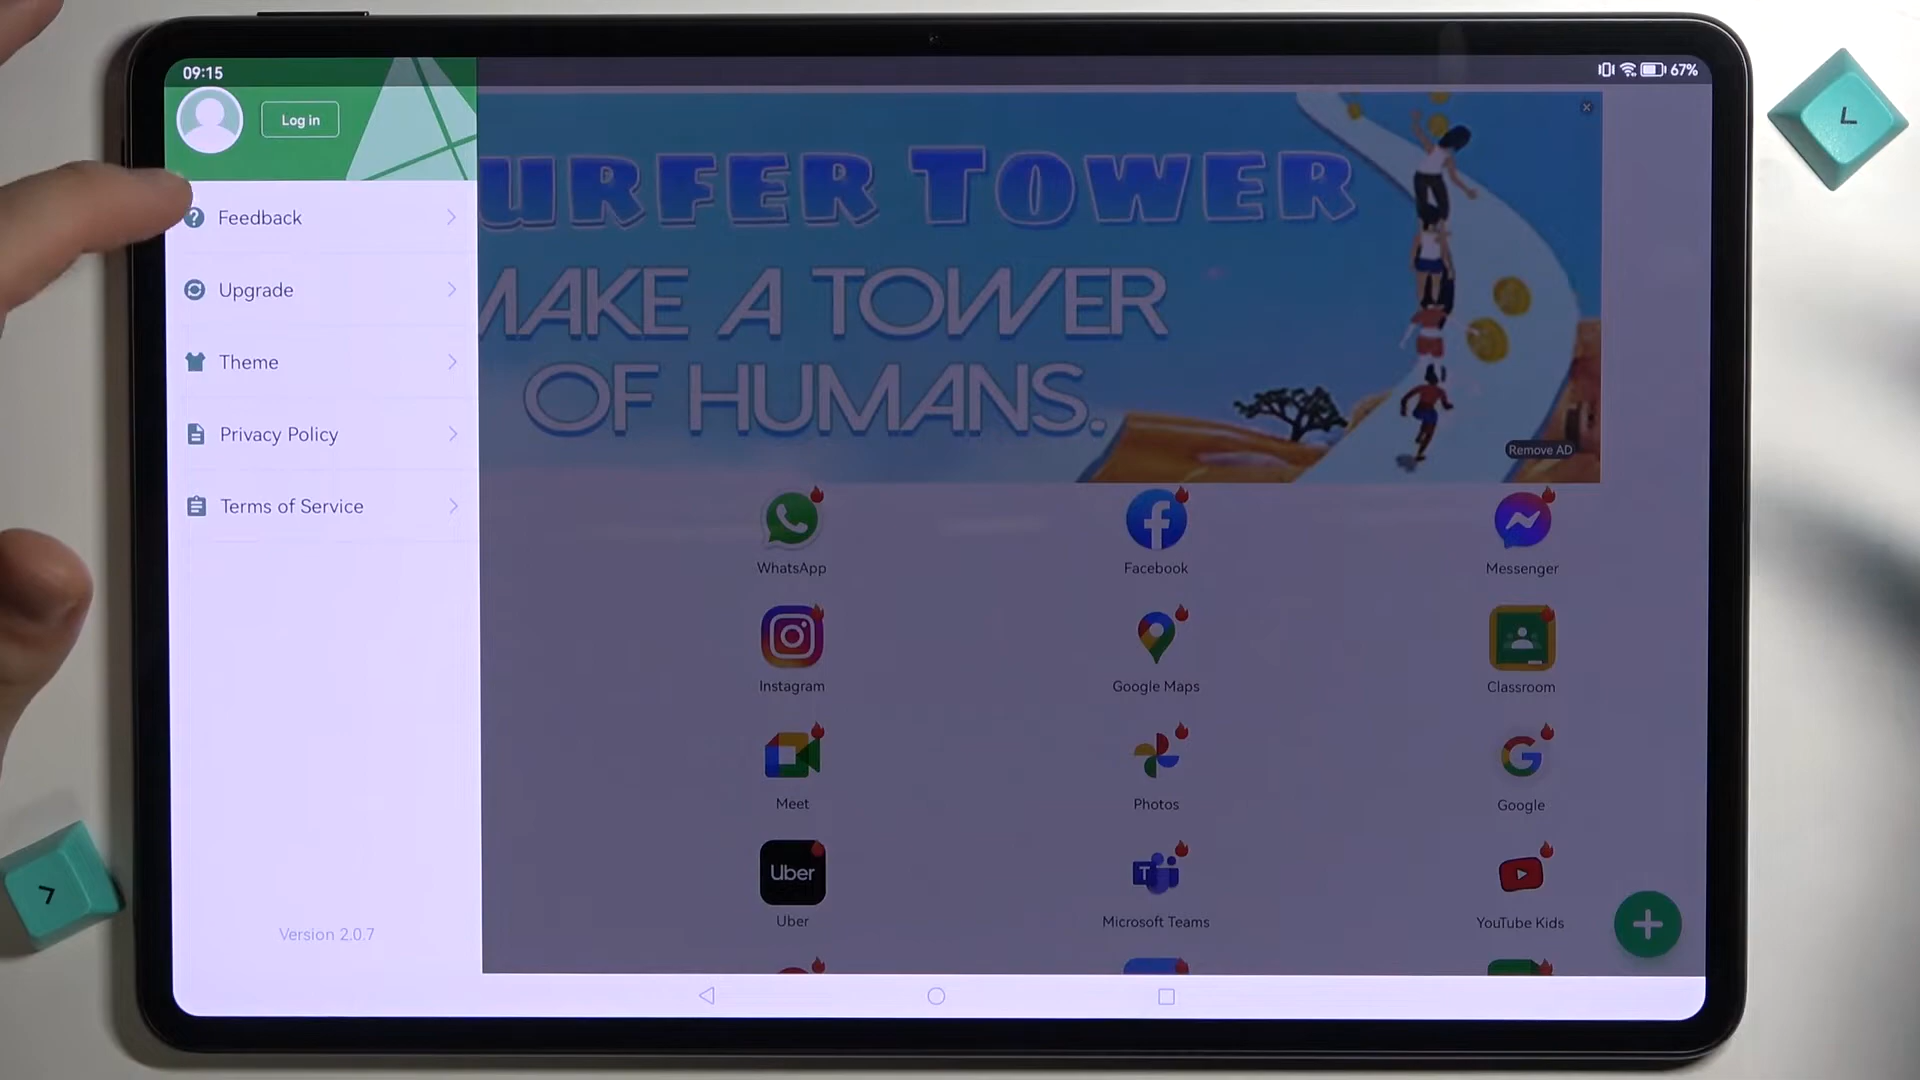 09:15
67%
Log in
Feedback
Upgrade
Theme
Privacy Policy
Terms of Service
Version 2.0.7
URFER TOWER
MAKE A TOWER
OF HUMANS.
Remove AD
WhatsApp
Facebook
Messenger
Instagram
Google Maps
Classroom
Meet
Photos
Google
Uber
Uber
T
Microsoft Teams
YouTube Kids